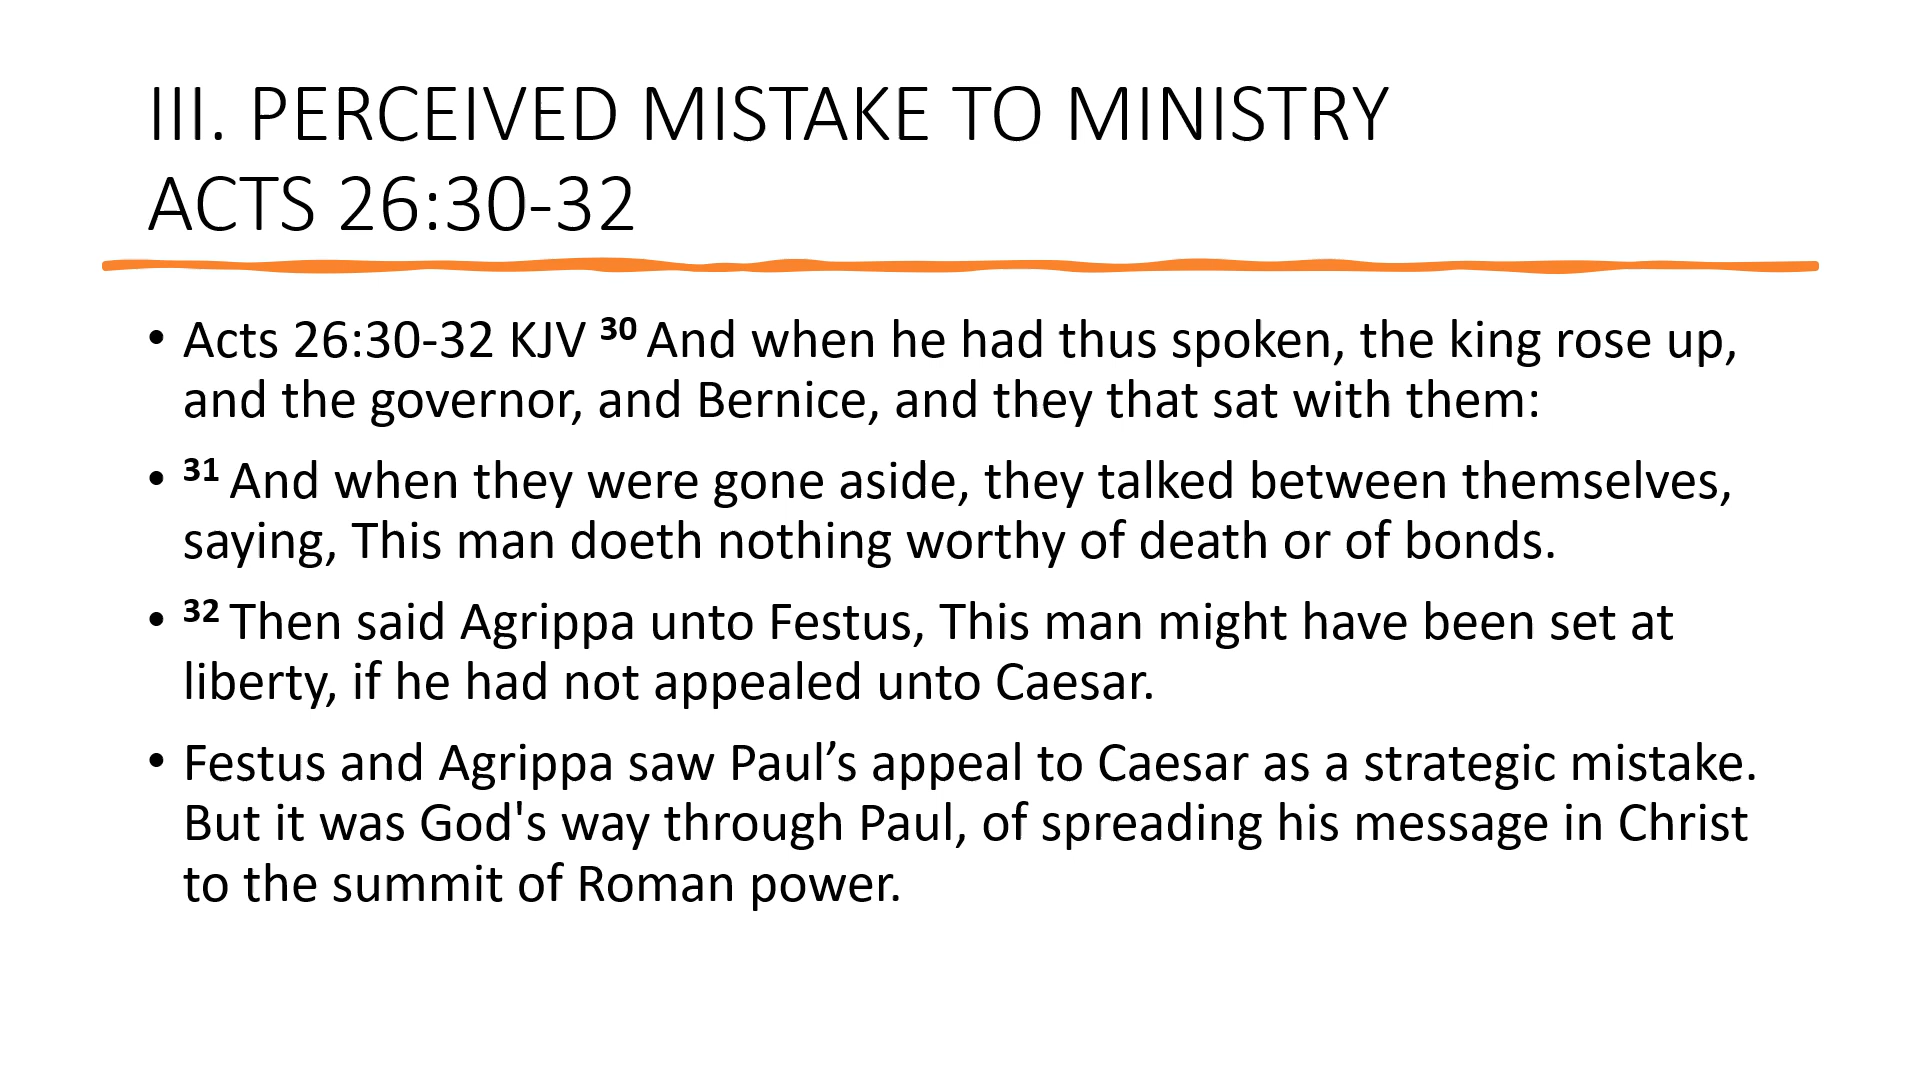 III. PERCEIVED MISTAKE TO MINISTRY
ACTS 26:30-32
• Acts 26:30-32 KJV 30 And when he had thus spoken, the king rose up,
and the governor, and Bernice, and they that sat with them:
• 31 And when they were gone aside, they talked between themselves,
saying, This man doeth nothing worthy of death or of bonds.
• 32 Then said Agrippa unto Festus, This man might have been set at
liberty, if he had not appealed unto Caesar.
• Festus and Agrippa saw Paul’s appeal to Caesar as a strategic mistake.
But it was God's way through Paul, of spreading his message in Christ
to the summit of Roman power.